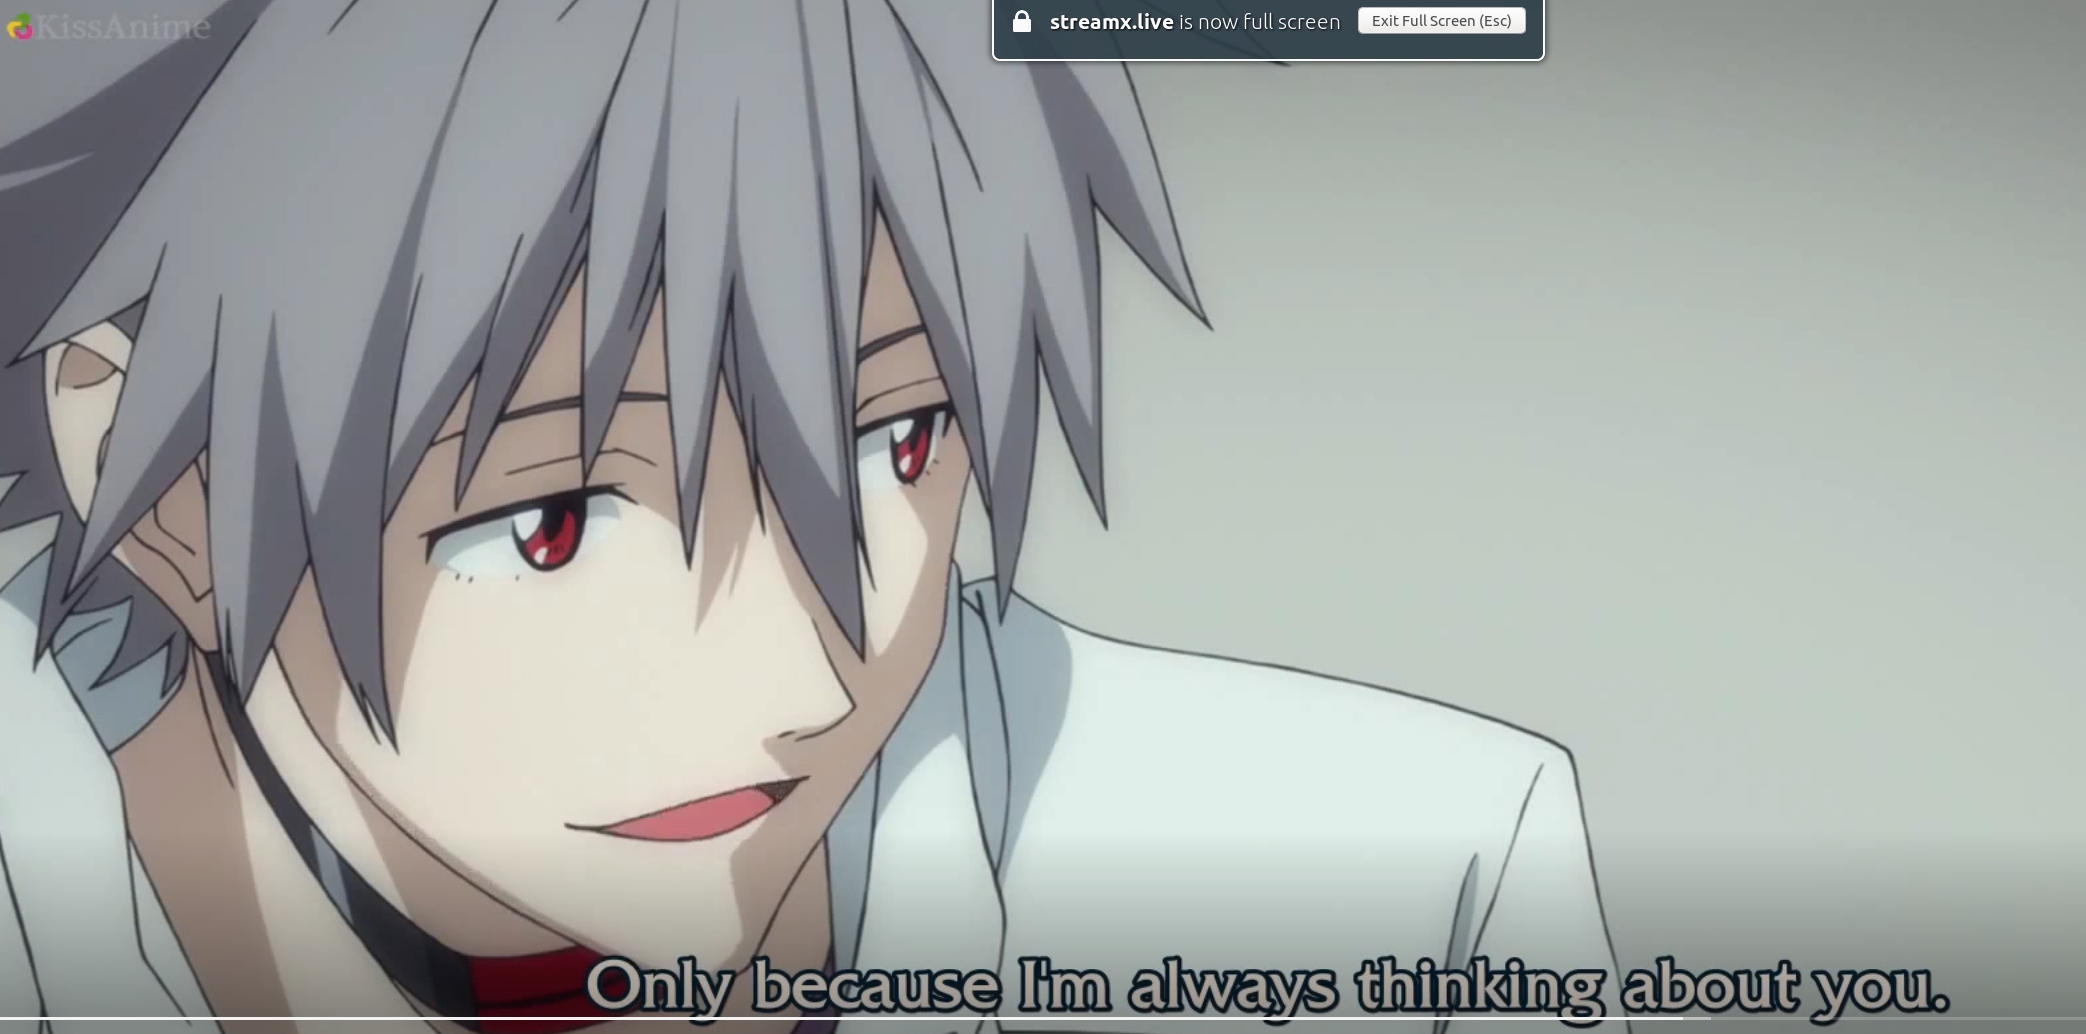 KissAnime
streamx.live is now full screen
Exit Full Screen (Esc)
Only because I'm always thinking about you.